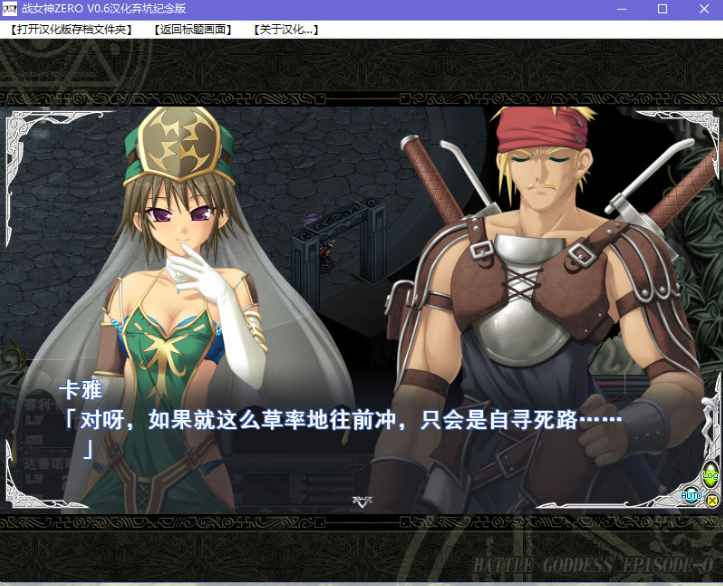 战女神ZERO V0.6汉化弃坑纪念版
【打开汉化版存档文件夹】 【返回标题画面】 【关于汉化...】
卡雅
「对呀，如果就这么草率地往前冲，只会是自寻死路……
」
Log
AUTO
BATTLE GODDESS EPISODE-0